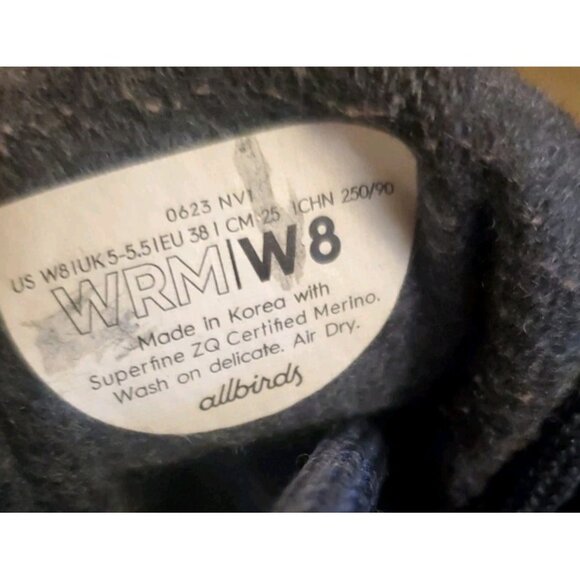 0623 NV1
US W8 | UK 5-5.5 | EU 38 | CM 25 | CHN 250/90
WRM|W8
Made in Korea with
Superfine ZQ Certified Merino.
Wash on delicate. Air Dry.
allbirds